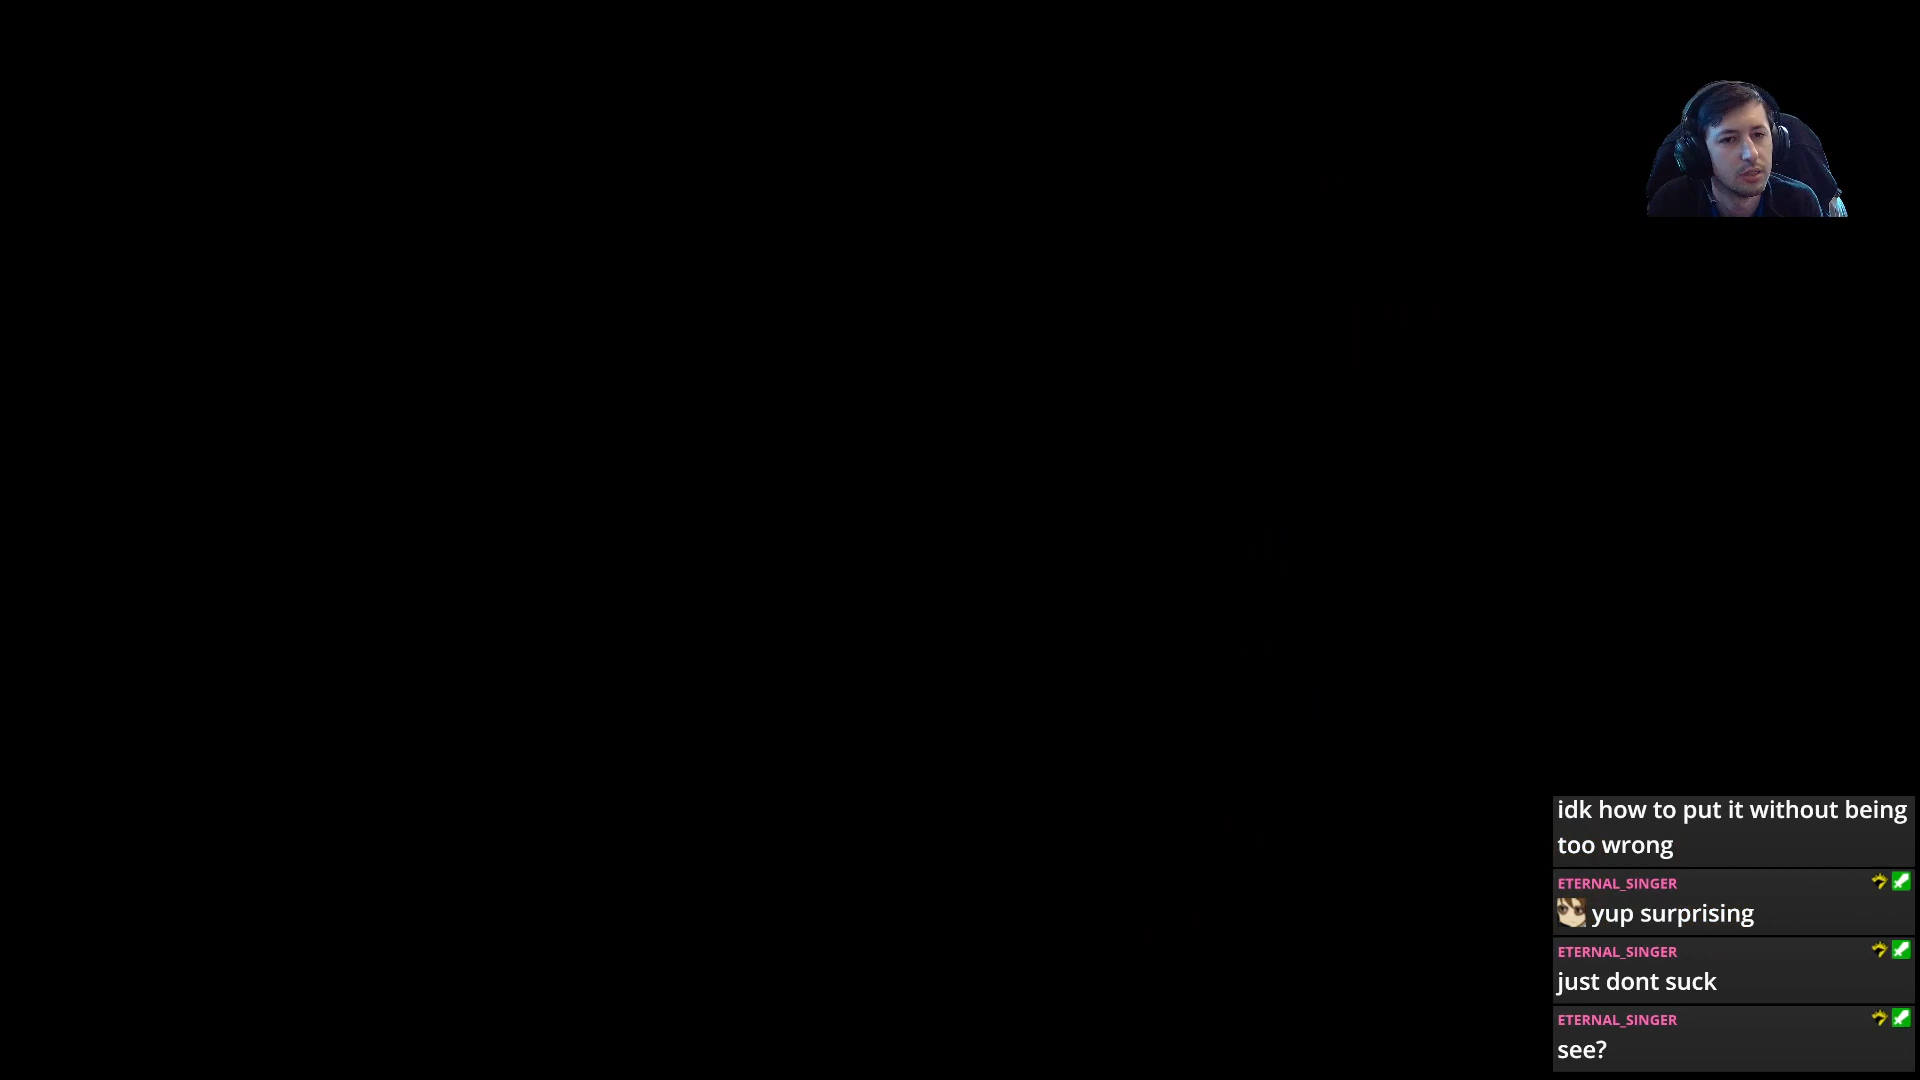 idk how to put it without being
too wrong
ETERNAL_SINGER
yup surprising
ETERNAL_SINGER
just dont suck
ETERNAL_SINGER
see?